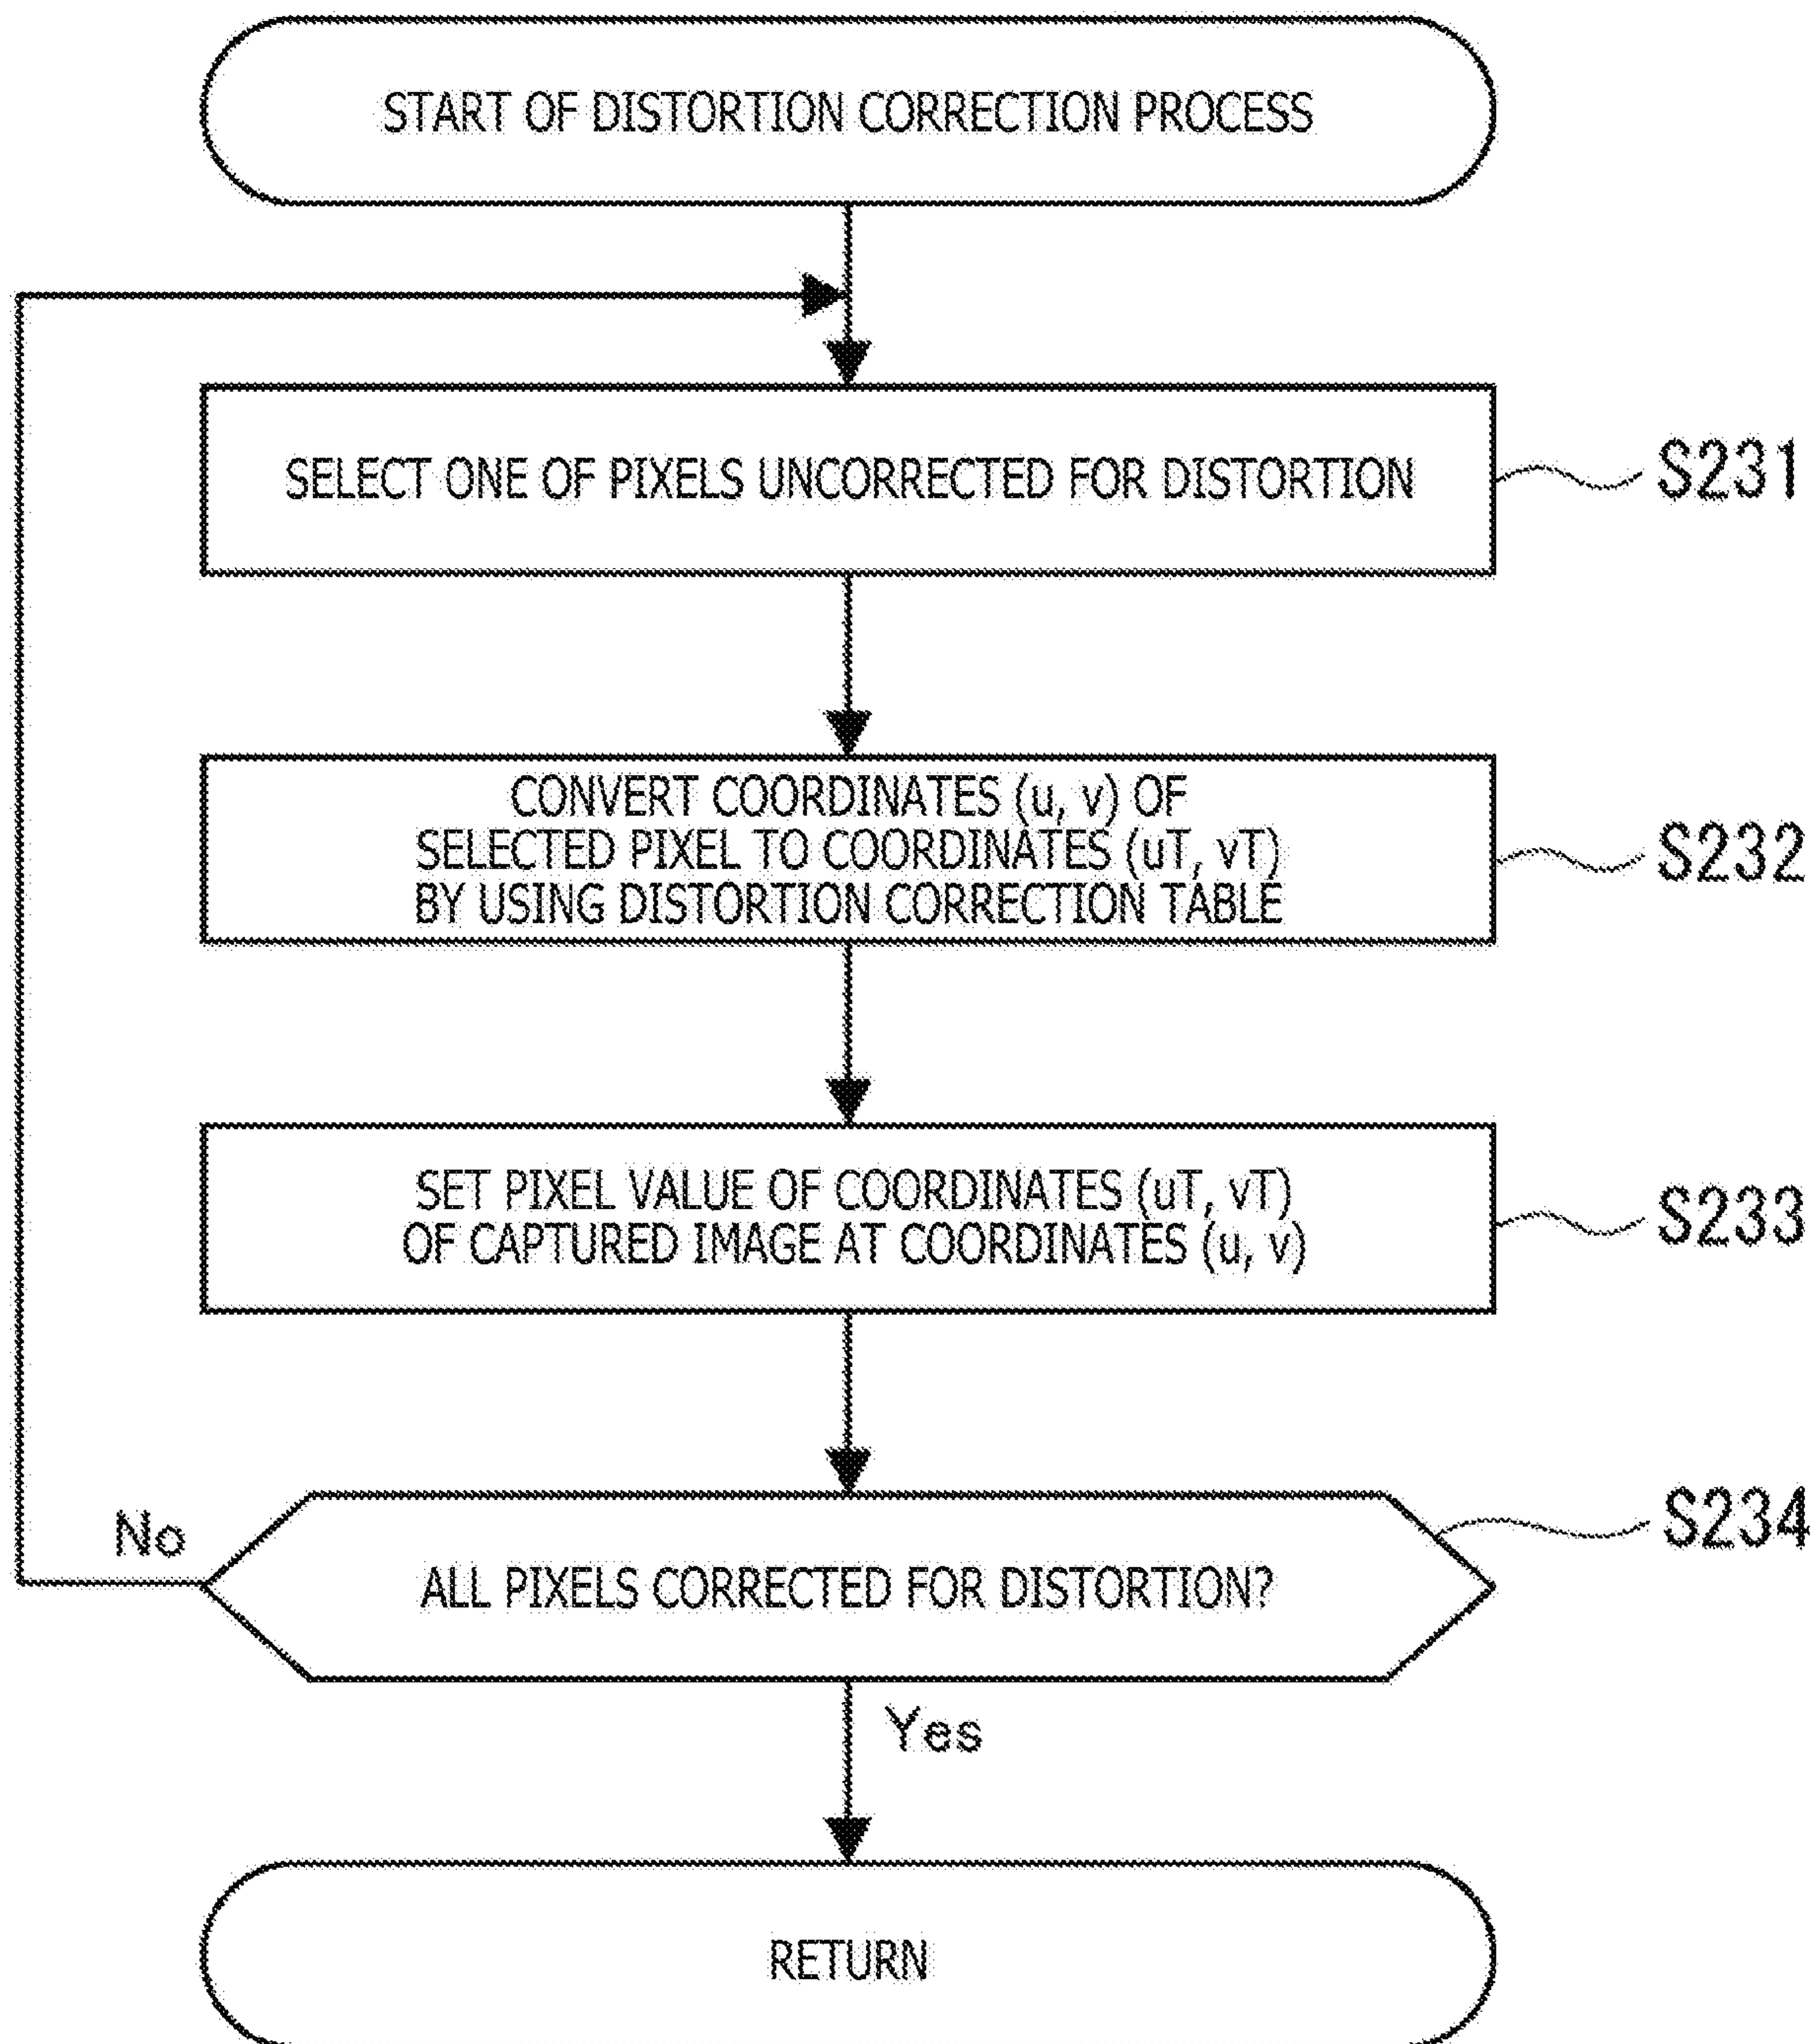 START OF DISTORTION CORRECTION PROCESS
SELECT ONE OF PIXELS UNCORRECTED FOR DISTORTION
S231
CONVERT COORDINATES (u, v) OF
SELECTED PIXEL TO COORDINATES (uT, vT)
BY USING DISTORTION CORRECTION TABLE
S232
SET PIXEL VALUE OF COORDINATES (uT, vT)
OF CAPTURED IMAGE AT COORDINATES (u, v)
S233
ALL PIXELS CORRECTED FOR DISTORTION?
S234
No
Yes
RETURN